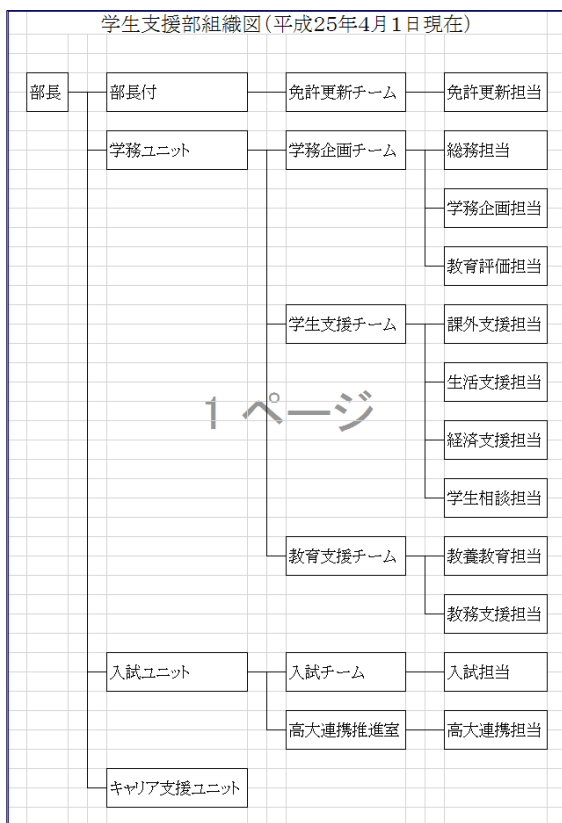 学生支援部組織図（平成25年4月1日現在）
部長
部長付
免許更新チーム
免許更新担当
学務ユニット
学務企画チーム
総務担当
学務企画担当
教育評価担当
学生支援チーム
課外支援担当
生活支援担当
1 ページ
経済支援担当
学生相談担当
教育支援チーム
教養教育担当
教務支援担当
入試ユニット
入試チーム
入試担当
高大連携推進室
高大連携担当
キャリア支援ユニット